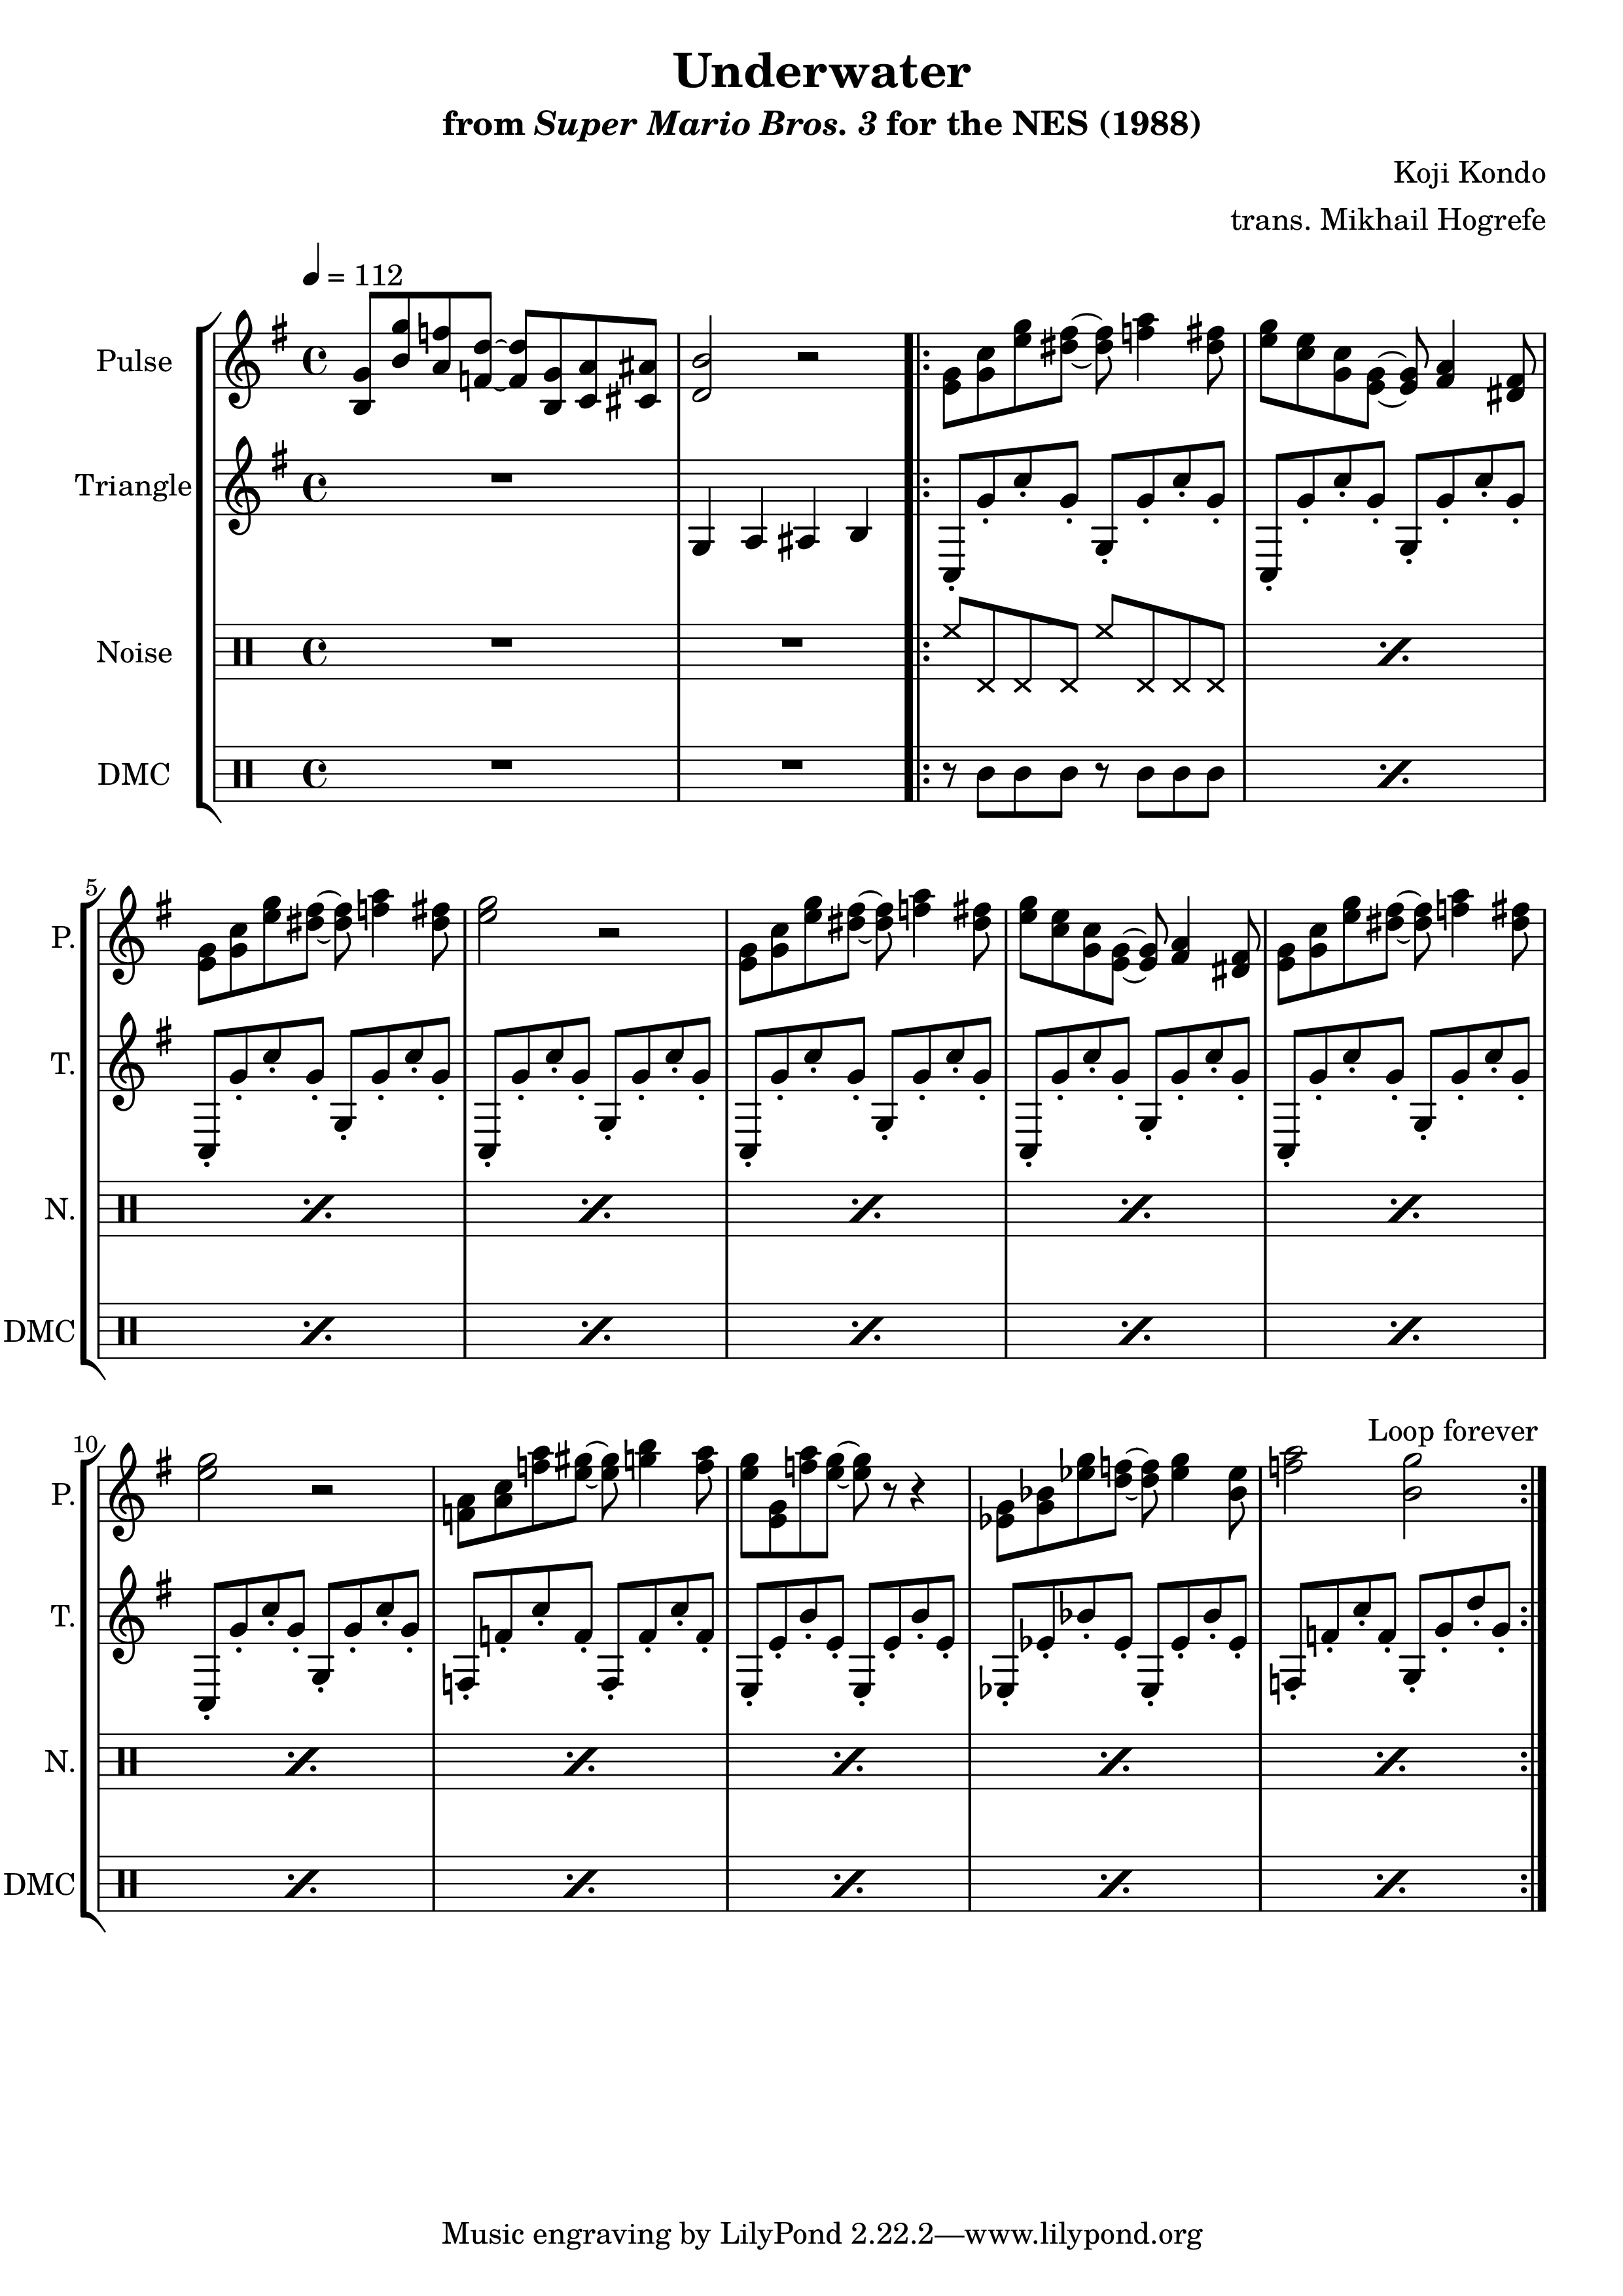 Underwater
from Super Mario Bros. 3 for the NES (1988)
Koji Kondo
trans. Mikhail Hogrefe
= 112
Pulse
Triangle
Noise
DMC
5
P.
T.
N.
DMC
10
Loop forever
P.
T.
N.
DMC
Music engraving by LilyPond 2.22.2—www.lilypond.org